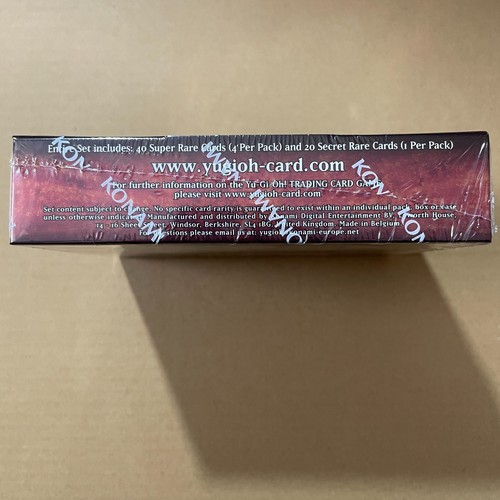 Entire Set includes: 40 Super Rare Cards (4 Per Pack) and 20 Secret Rare Cards (1 Per Pack)
www.yugioh-card.com
For further information on the Yu-Gi-Oh! TRADING CARD GAME
please visit www.yugioh-card.com
Set content subject to change. No specific card rarity is guaranteed to exist within an individual pack, box or case
unless otherwise indicated. Manufactured and distributed by Konami Digital Entertainment BV, House,
14 - 16 Sheet Street, Windsor, Berkshire, SL4 1BG, United Kingdom. Made in Belgium
For questions please email us at: konami-europe.net
KONAMI
KONAMI
KONAMI
KONAMI